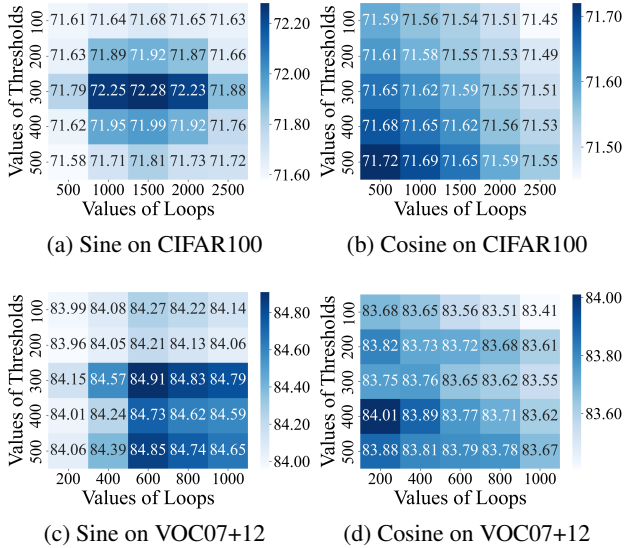 Values of Thresholds
100 71.61 71.64 71.68 71.65 71.63
200 71.63 71.89 71.92 71.87 71.66
300 71.79 72.25 72.28 72.23 71.88
400 71.62 71.95 71.99 71.92 71.76
500 71.58 71.71 71.81 71.73 71.72
500 1000 1500 2000 2500
Values of Loops
72.20
72.00
71.80
71.60
(a) Sine on CIFAR100
Values of Thresholds
100 71.59 71.56 71.54 71.51 71.45
200 71.61 71.58 71.55 71.53 71.49
300 71.65 71.62 71.59 71.55 71.51
400 71.68 71.65 71.62 71.56 71.53
500 71.72 71.69 71.65 71.59 71.55
500 1000 1500 2000 2500
Values of Loops
71.70
71.60
71.50
(b) Cosine on CIFAR100
Values of Thresholds
100 83.99 84.08 84.27 84.22 84.14
200 83.96 84.05 84.21 84.13 84.06
300 84.15 84.57 84.91 84.83 84.79
400 84.01 84.24 84.73 84.62 84.59
500 84.06 84.39 84.85 84.74 84.65
200 400 600 800 1000
Values of Loops
84.80
84.60
84.40
84.20
84.00
(c) Sine on VOC07+12
Values of Thresholds
100 83.68 83.65 83.56 83.51 83.41
200 83.82 83.73 83.72 83.68 83.61
300 83.75 83.76 83.65 83.62 83.55
400 84.01 83.89 83.77 83.71 83.62
500 83.88 83.81 83.79 83.78 83.67
200 400 600 800 1000
Values of Loops
84.00
83.80
83.60
(d) Cosine on VOC07+12